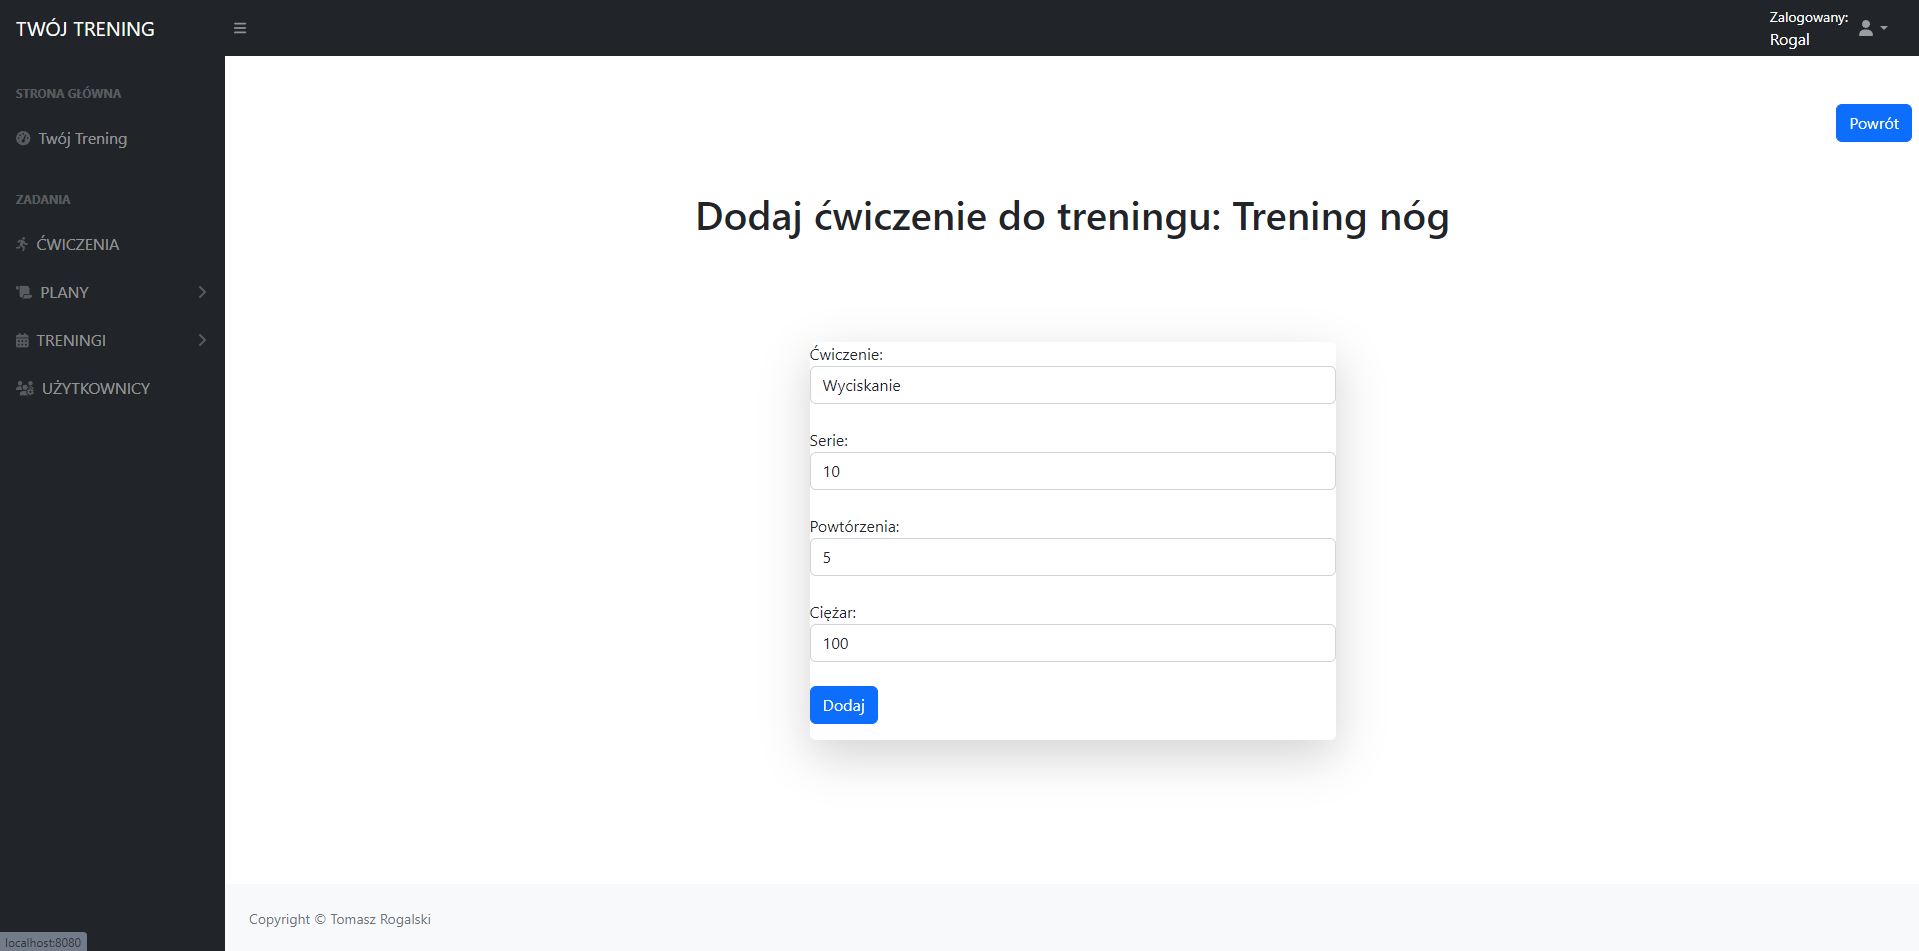 TWÓJ TRENING
Zalogowany:
Rogal
STRONA GŁÓWNA
Twój Trening
ZADANIA
ĆWICZENIA
PLANY
TRENINGI
UŻYTKOWNICY
Powrót
Dodaj ćwiczenie do treningu: Trening nóg
Ćwiczenie:
Wyciskanie
Serie:
10
Powtórzenia:
5
Ciężar:
100
Dodaj
Copyright © Tomasz Rogalski
localhost:8080